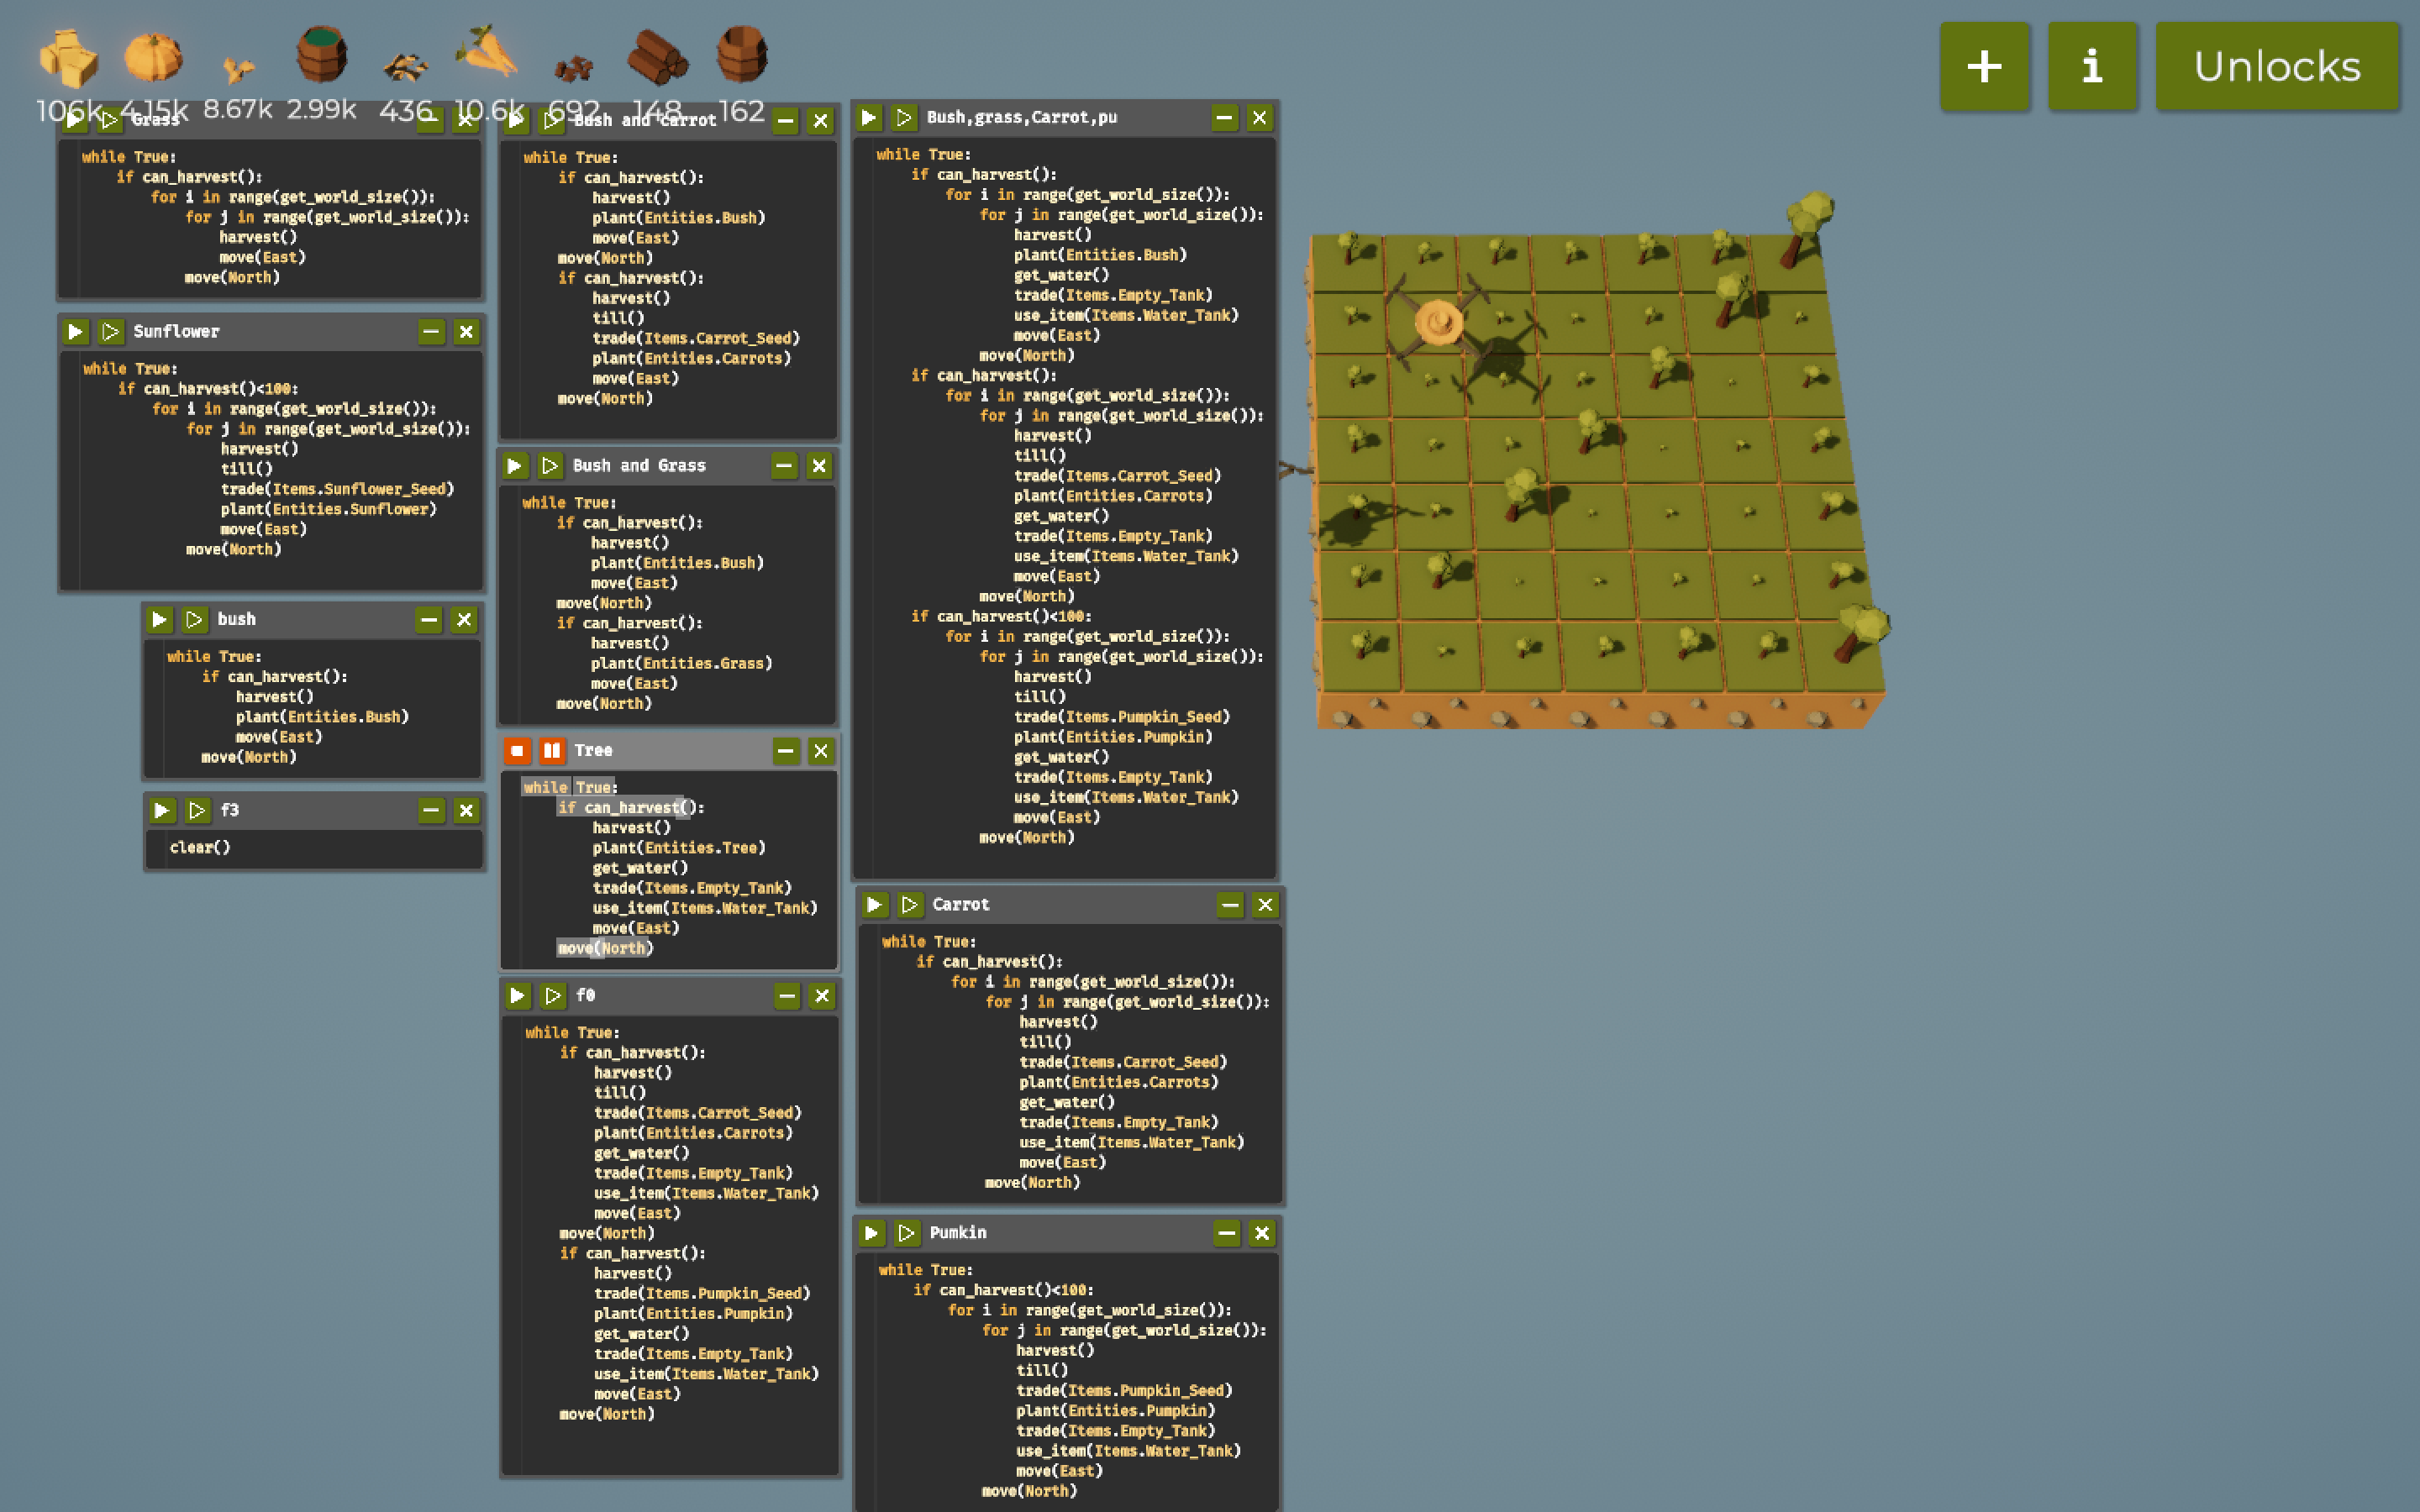 106k 4.15k 8.67k 2.99k 436 10.6k 692 148 162
+ i Unlocks
Grass
while True:
if can_harvest():
for i in range(get_world_size()):
for j in range(get_world_size()):
harvest()
move(East)
move(North)
Sunflower
while True:
if can_harvest()<100:
for i in range(get_world_size()):
for j in range(get_world_size()):
harvest()
till()
trade(Items.Sunflower_Seed)
plant(Entities.Sunflower)
move(East)
move(North)
bush
while True:
if can_harvest():
harvest()
plant(Entities.Bush)
move(East)
move(North)
f3
clear()
Bush and Carrot
while True:
if can_harvest():
harvest()
plant(Entities.Bush)
move(East)
move(North)
if can_harvest():
harvest()
till()
trade(Items.Carrot_Seed)
plant(Entities.Carrots)
move(East)
move(North)
Bush and Grass
while True:
if can_harvest():
harvest()
plant(Entities.Bush)
move(East)
move(North)
if can_harvest():
harvest()
plant(Entities.Grass)
move(East)
move(North)
Tree
while True:
if can_harvest():
harvest()
plant(Entities.Tree)
get_water()
trade(Items.Empty_Tank)
use_item(Items.Water_Tank)
move(East)
move(North)
f0
while True:
if can_harvest():
harvest()
till()
trade(Items.Carrot_Seed)
plant(Entities.Carrots)
get_water()
trade(Items.Empty_Tank)
use_item(Items.Water_Tank)
move(East)
move(North)
if can_harvest():
harvest()
trade(Items.Pumpkin_Seed)
plant(Entities.Pumpkin)
get_water()
trade(Items.Empty_Tank)
use_item(Items.Water_Tank)
move(East)
move(North)
Bush,grass,Carrot,pu
while True:
if can_harvest():
for i in range(get_world_size()):
for j in range(get_world_size()):
harvest()
plant(Entities.Bush)
get_water()
trade(Items.Empty_Tank)
use_item(Items.Water_Tank)
move(East)
move(North)
if can_harvest():
for i in range(get_world_size()):
for j in range(get_world_size()):
harvest()
till()
trade(Items.Carrot_Seed)
plant(Entities.Carrots)
get_water()
trade(Items.Empty_Tank)
use_item(Items.Water_Tank)
move(East)
move(North)
if can_harvest()<100:
for i in range(get_world_size()):
for j in range(get_world_size()):
harvest()
till()
trade(Items.Pumpkin_Seed)
plant(Entities.Pumpkin)
get_water()
trade(Items.Empty_Tank)
use_item(Items.Water_Tank)
move(East)
move(North)
Carrot
while True:
if can_harvest():
for i in range(get_world_size()):
for j in range(get_world_size()):
harvest()
till()
trade(Items.Carrot_Seed)
plant(Entities.Carrots)
get_water()
trade(Items.Empty_Tank)
use_item(Items.Water_Tank)
move(East)
move(North)
Pumkin
while True:
if can_harvest()<100:
for i in range(get_world_size()):
for j in range(get_world_size()):
harvest()
till()
trade(Items.Pumpkin_Seed)
plant(Entities.Pumpkin)
trade(Items.Empty_Tank)
use_item(Items.Water_Tank)
move(East)
move(North)